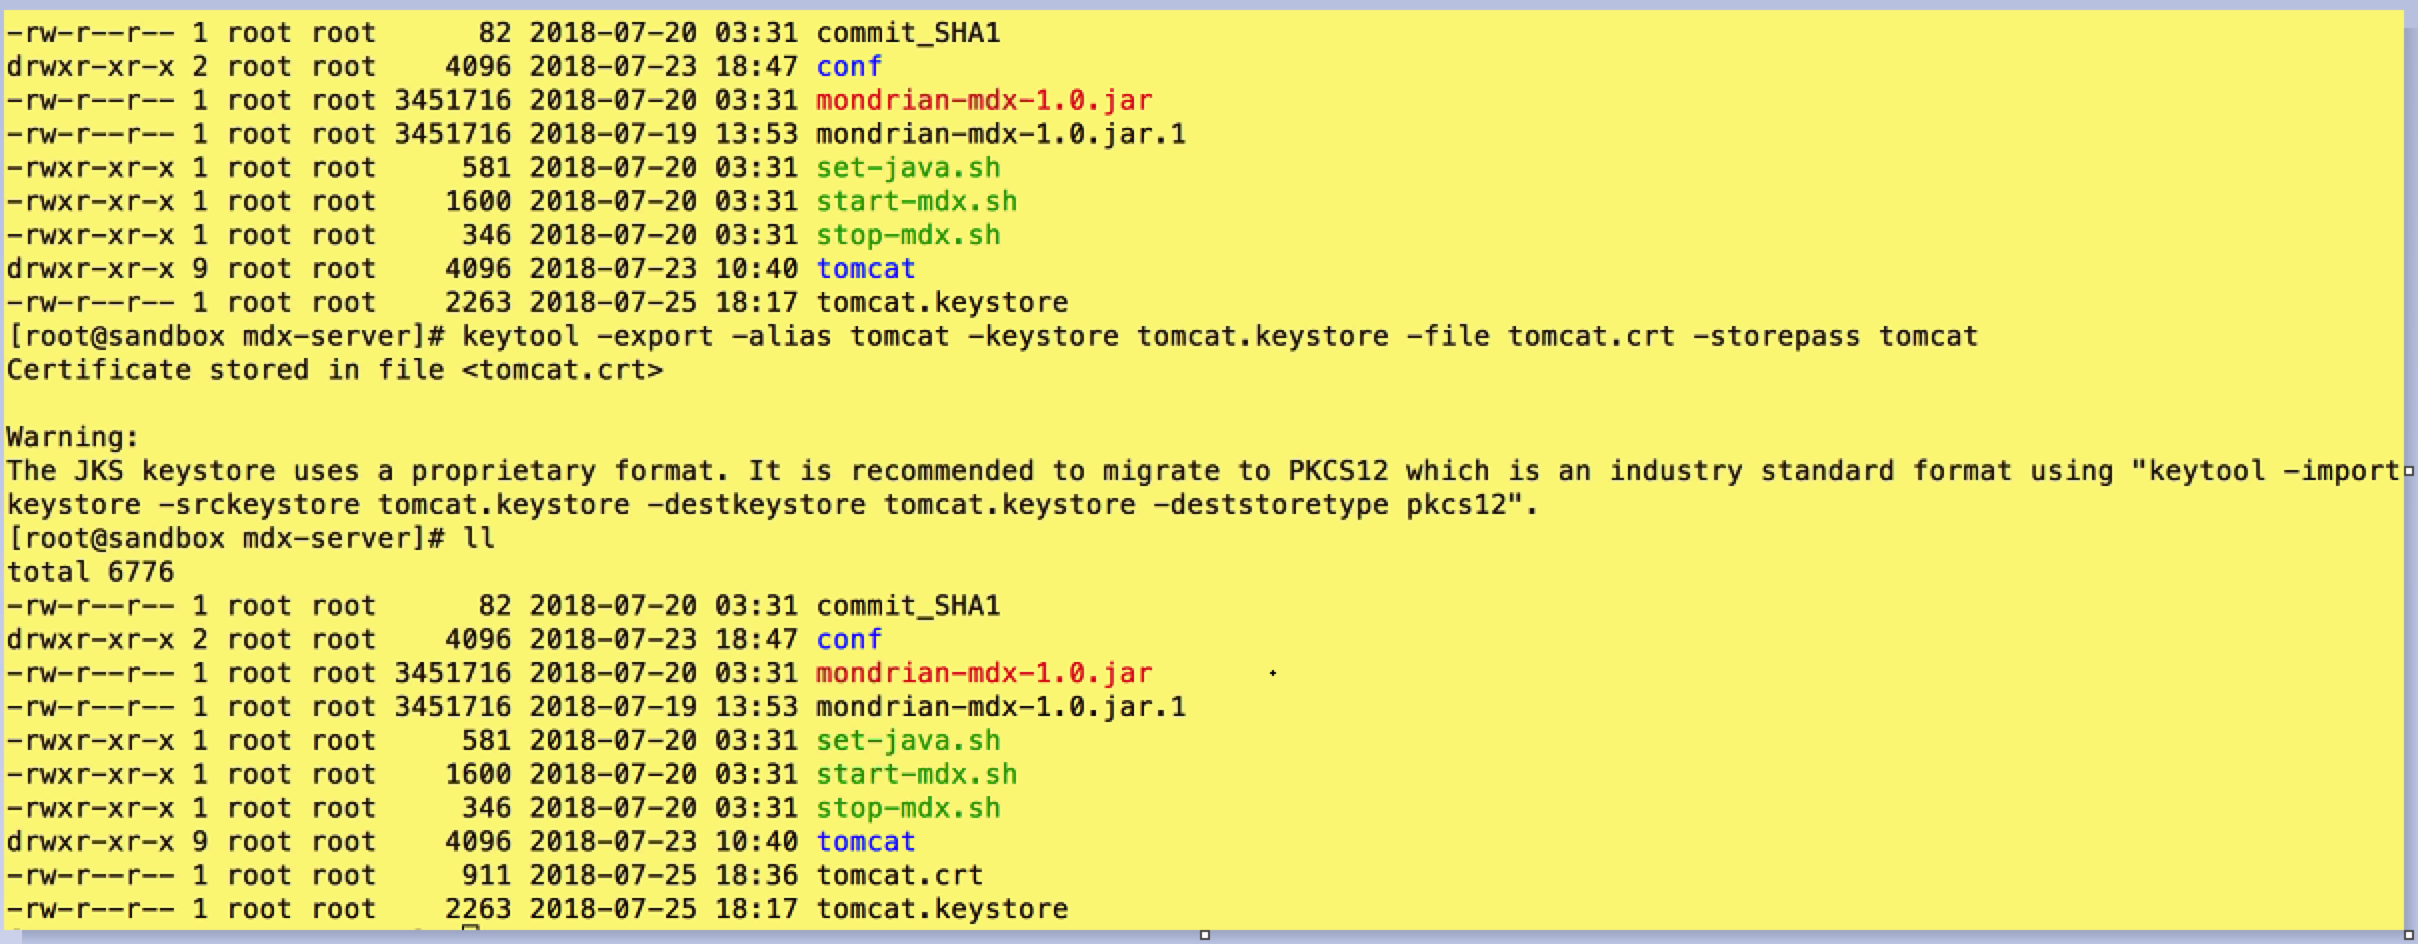 -rw-r--r-- 1 root root      82 2018-07-20 03:31 commit_SHA1
drwxr-xr-x 2 root root    4096 2018-07-23 18:47 conf
-rw-r--r-- 1 root root 3451716 2018-07-20 03:31 mondrian-mdx-1.0.jar
-rw-r--r-- 1 root root 3451716 2018-07-19 13:53 mondrian-mdx-1.0.jar.1
-rwxr-xr-x 1 root root     581 2018-07-20 03:31 set-java.sh
-rwxr-xr-x 1 root root    1600 2018-07-20 03:31 start-mdx.sh
-rwxr-xr-x 1 root root     346 2018-07-20 03:31 stop-mdx.sh
drwxr-xr-x 9 root root    4096 2018-07-23 10:40 tomcat
-rw-r--r-- 1 root root    2263 2018-07-25 18:17 tomcat.keystore
[root@sandbox mdx-server]# keytool -export -alias tomcat -keystore tomcat.keystore -file tomcat.crt -storepass tomcat
Certificate stored in file <tomcat.crt>
Warning:
The JKS keystore uses a proprietary format. It is recommended to migrate to PKCS12 which is an industry standard format using "keytool -import
keystore -srckeystore tomcat.keystore -destkeystore tomcat.keystore -deststoretype pkcs12".
[root@sandbox mdx-server]# ll
total 6776
-rw-r--r-- 1 root root      82 2018-07-20 03:31 commit_SHA1
drwxr-xr-x 2 root root    4096 2018-07-23 18:47 conf
-rw-r--r-- 1 root root 3451716 2018-07-20 03:31 mondrian-mdx-1.0.jar
-rw-r--r-- 1 root root 3451716 2018-07-19 13:53 mondrian-mdx-1.0.jar.1
-rwxr-xr-x 1 root root     581 2018-07-20 03:31 set-java.sh
-rwxr-xr-x 1 root root    1600 2018-07-20 03:31 start-mdx.sh
-rwxr-xr-x 1 root root     346 2018-07-20 03:31 stop-mdx.sh
drwxr-xr-x 9 root root    4096 2018-07-23 10:40 tomcat
-rw-r--r-- 1 root root     911 2018-07-25 18:36 tomcat.crt
-rw-r--r-- 1 root root    2263 2018-07-25 18:17 tomcat.keystore